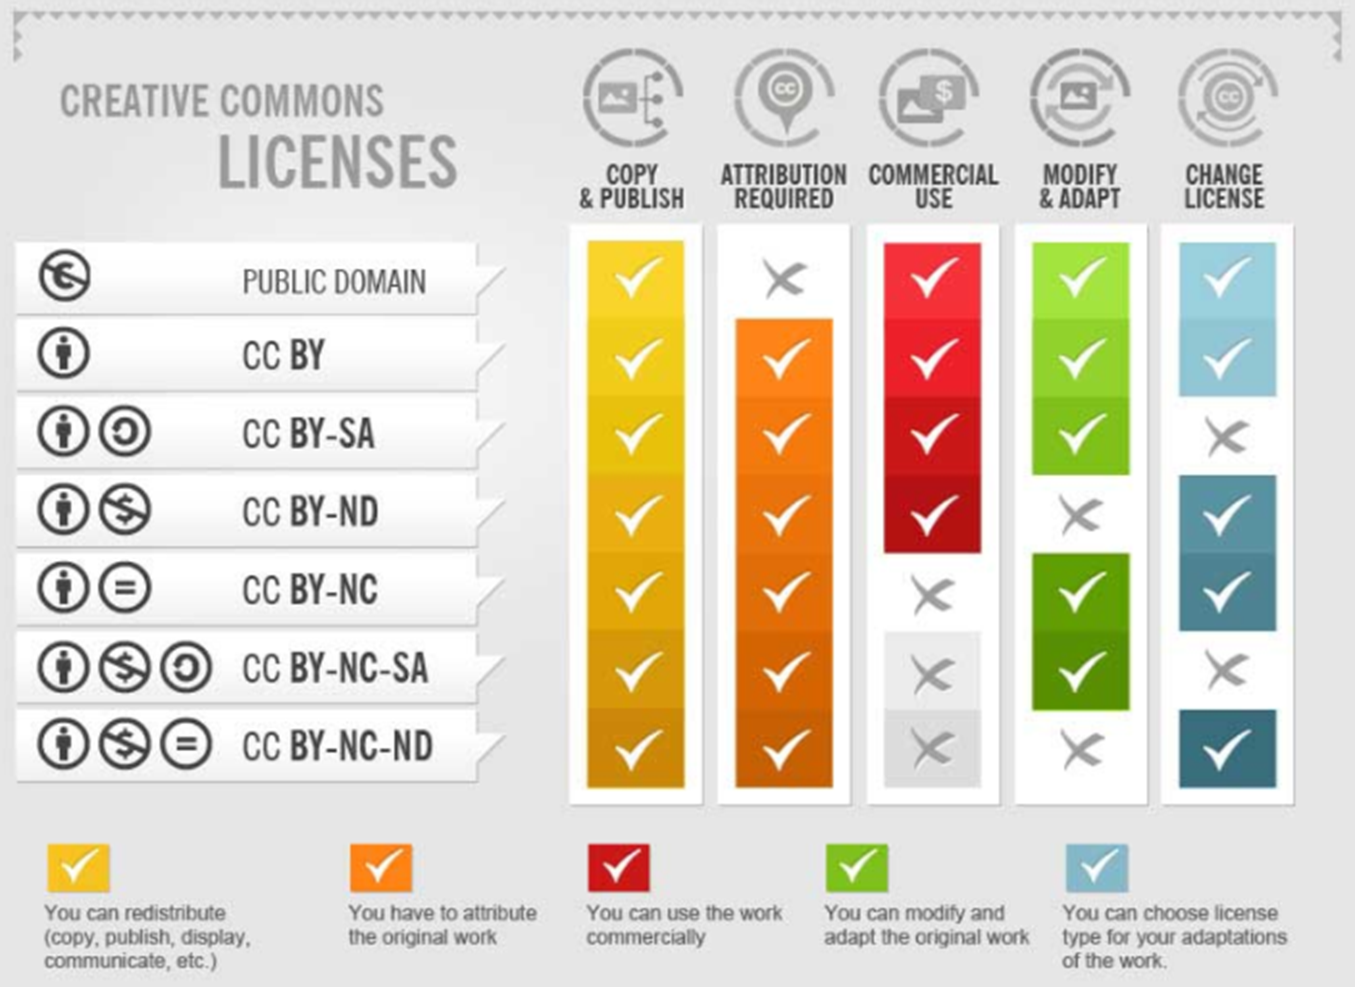 CREATIVE COMMONS
LICENSES
COPY
& PUBLISH
ATTRIBUTION
REQUIRED
COMMERCIAL
USE
MODIFY
& ADAPT
CHANGE
LICENSE
PUBLIC DOMAIN
CC BY
CC BY-SA
CC BY-ND
CC BY-NC
CC BY-NC-SA
CC BY-NC-ND
You can redistribute
(copy, publish, display,
communicate, etc.)
You have to attribute
the original work
You can use the work
commercially
You can modify and
adapt the original work
You can choose license
type for your adaptations
of the work.